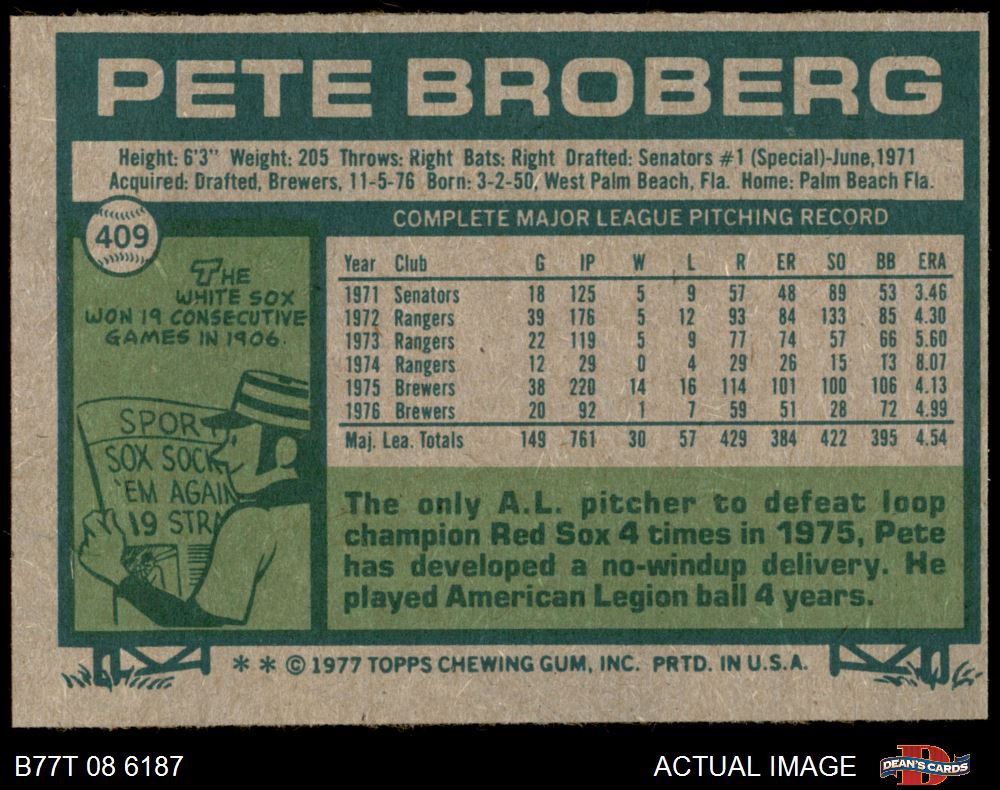 PETE BROBERG
Height: 6'3" Weight: 205 Throws: Right Bats: Right Drafted: Senators #1 (Special)-June,1971
Acquired: Drafted, Brewers, 11-5-76 Born: 3-2-50, West Palm Beach, Fla. Home: Palm Beach Fla.
409
COMPLETE MAJOR LEAGUE PITCHING RECORD
THE
WHITE SOX
WON 19 CONSECUTIVE
GAMES IN 1906.
SPORT
SOX SOCK
'EM AGAIN
19 STRA
Year Club G IP W L R ER SO BB ERA
1971 Senators 18 125 5 9 57 48 89 53 3.46
1972 Rangers 39 176 5 12 93 84 133 85 4.30
1973 Rangers 22 119 5 9 77 74 57 66 5.60
1974 Rangers 12 29 0 4 29 26 15 13 8.07
1975 Brewers 38 220 14 16 114 101 100 106 4.13
1976 Brewers 20 92 1 7 59 51 28 72 4.99
Maj. Lea. Totals 149 761 30 57 429 384 422 395 4.54
The only A.L. pitcher to defeat loop
champion Red Sox 4 times in 1975, Pete
has developed a no-windup delivery. He
played American Legion ball 4 years.
** © 1977 TOPPS CHEWING GUM, INC. PRTD. IN U.S.A.
B77T 08 6187
ACTUAL IMAGE
D
DEAN'S CARDS